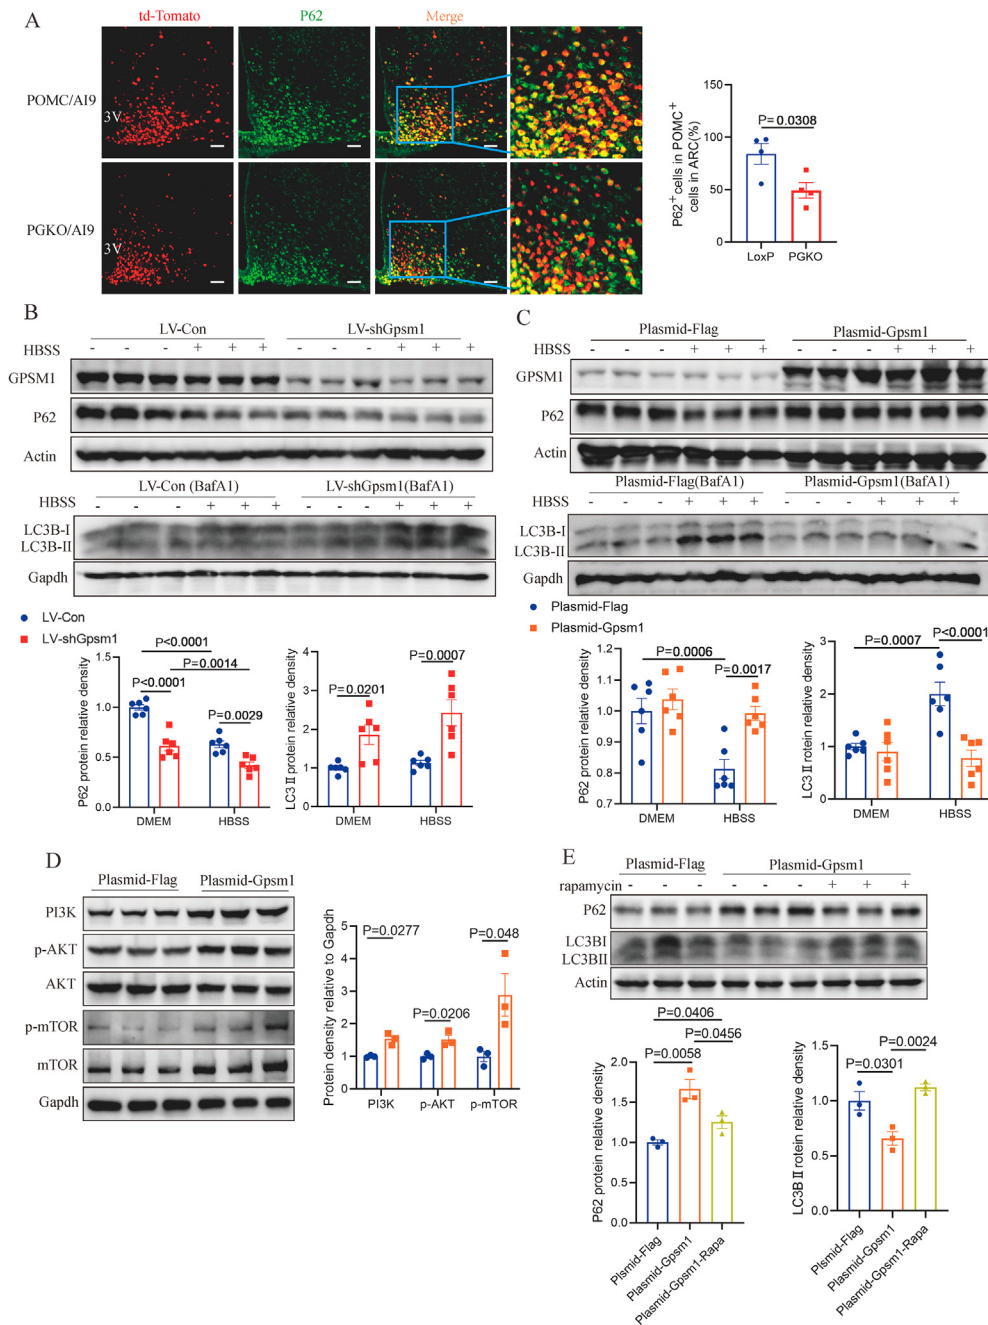 A
td-Tomato P62 Merge
POMC/AI9
3V
PGKO/AI9
3V
P62+cells in POMC+
cells in ARC(%)
150
100
50
0
P=0.0308
LoxP PGKO
B
LV-Con LV-shGpsm1
HBSS - - - + + + - - - + + +
GPSM1
P62
Actin
LV-Con (BafA1) LV-shGpsm1(BafA1)
HBSS - - - + + + - - - + + +
LC3B-I
LC3B-II
Gapdh
LV-Con
LV-shGpsm1
P62 protein relative density
1.5
1.0
0.5
0.0
P<0.0001
P=0.0014
P<0.0001
P=0.0029
DMEM HBSS
LC3 II protein relative density
4
3
2
1
0
P=0.0007
P=0.0201
DMEM HBSS
C
Plasmid-Flag Plasmid-Gpsm1
HBSS - - - + + + - - - + + +
GPSM1
P62
Actin
Plasmid-Flag(BafA1) Plasmid-Gpsm1(BafA1)
HBSS - - - + + + - - - + + +
LC3B-I
LC3B-II
Gapdh
Plasmid-Flag
Plasmid-Gpsm1
P62 protein relative density
1.2
1.1
1.0
0.9
0.8
0.7
P=0.0006
P=0.0017
DMEM HBSS
LC3 II rotein relative density
3
2
1
0
P=0.0007
P<0.0001
DMEM HBSS
D
Plasmid-Flag Plasmid-Gpsm1
PI3K
p-AKT
AKT
p-mTOR
mTOR
Gapdh
Protein density relative to Gapdh
5
4
3
2
1
0
P=0.0277
P=0.0206
P=0.048
PI3K p-AKT p-mTOR
E
Plasmid-Flag Plasmid-Gpsm1
rapamycin - - - - - - + + +
P62
LC3BI
LC3BII
Actin
P62 protein relative density
2.0
1.5
1.0
0.5
0.0
P=0.0406
P=0.0456
P=0.0058
Plsmid-Flag
Plasmid-Gpsm1
Plasmid-Gpsm1-Rapa
LC3B II rotein relative density
1.5
1.0
0.5
0.0
P=0.0024
P=0.0301
Plasmid-Flag
Plasmid-Gpsm1
Plasmid-Gpsm1-Rapa